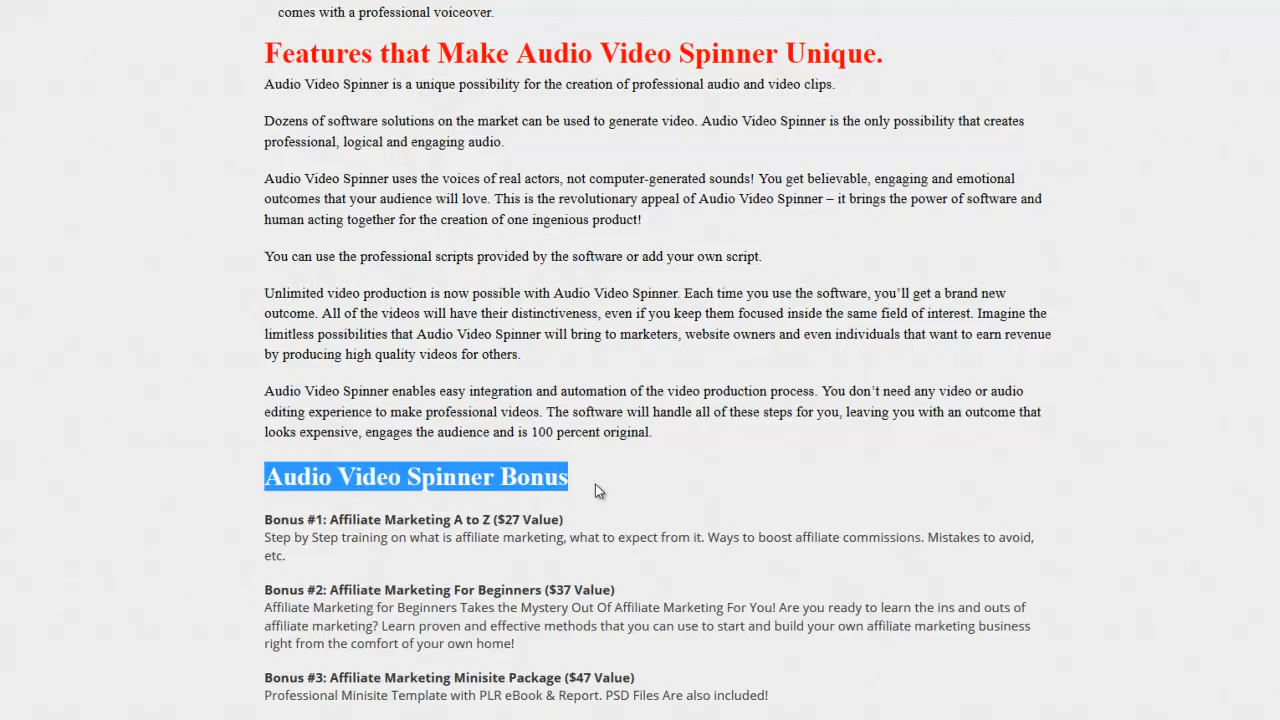 comes with a professional voiceover.
Features that Make Audio Video Spinner Unique.
Audio Video Spinner is a unique possibility for the creation of professional audio and video clips.
Dozens of software solutions on the market can be used to generate video. Audio Video Spinner is the only possibility that creates
professional, logical and engaging audio.
Audio Video Spinner uses the voices of real actors, not computer-generated sounds! You get believable, engaging and emotional
outcomes that your audience will love. This is the revolutionary appeal of Audio Video Spinner – it brings the power of software and
human acting together for the creation of one ingenious product!
You can use the professional scripts provided by the software or add your own script.
Unlimited video production is now possible with Audio Video Spinner. Each time you use the software, you’ll get a brand new
outcome. All of the videos will have their distinctiveness, even if you keep them focused inside the same field of interest. Imagine the
limitless possibilities that Audio Video Spinner will bring to marketers, website owners and even individuals that want to earn revenue
by producing high quality videos for others.
Audio Video Spinner enables easy integration and automation of the video production process. You don’t need any video or audio
editing experience to make professional videos. The software will handle all of these steps for you, leaving you with an outcome that
looks expensive, engages the audience and is 100 percent original.
Audio Video Spinner Bonus
Bonus #1: Affiliate Marketing A to Z ($27 Value)
Step by Step training on what is affiliate marketing, what to expect from it. Ways to boost affiliate commissions. Mistakes to avoid,
etc.
Bonus #2: Affiliate Marketing For Beginners ($37 Value)
Affiliate Marketing for Beginners Takes the Mystery Out Of Affiliate Marketing For You! Are you ready to learn the ins and outs of
affiliate marketing? Learn proven and effective methods that you can use to start and build your own affiliate marketing business
right from the comfort of your own home!
Bonus #3: Affiliate Marketing Minisite Package ($47 Value)
Professional Minisite Template with PLR eBook & Report. PSD Files Are also included!